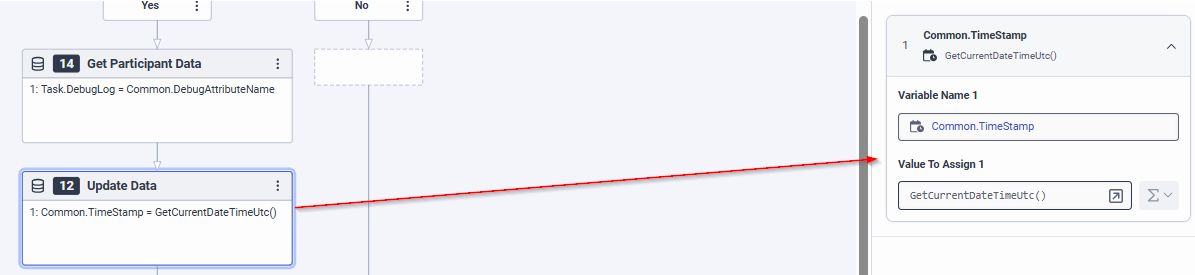 Yes
No
14 Get Participant Data
1: Task.DebugLog = Common.DebugAttributeName
12 Update Data
1: Common.TimeStamp = GetCurrentDateTimeUtc()
1 Common.TimeStamp
GetCurrentDateTimeUtc()
Variable Name 1
Common.TimeStamp
Value To Assign 1
GetCurrentDateTimeUtc()
Σ